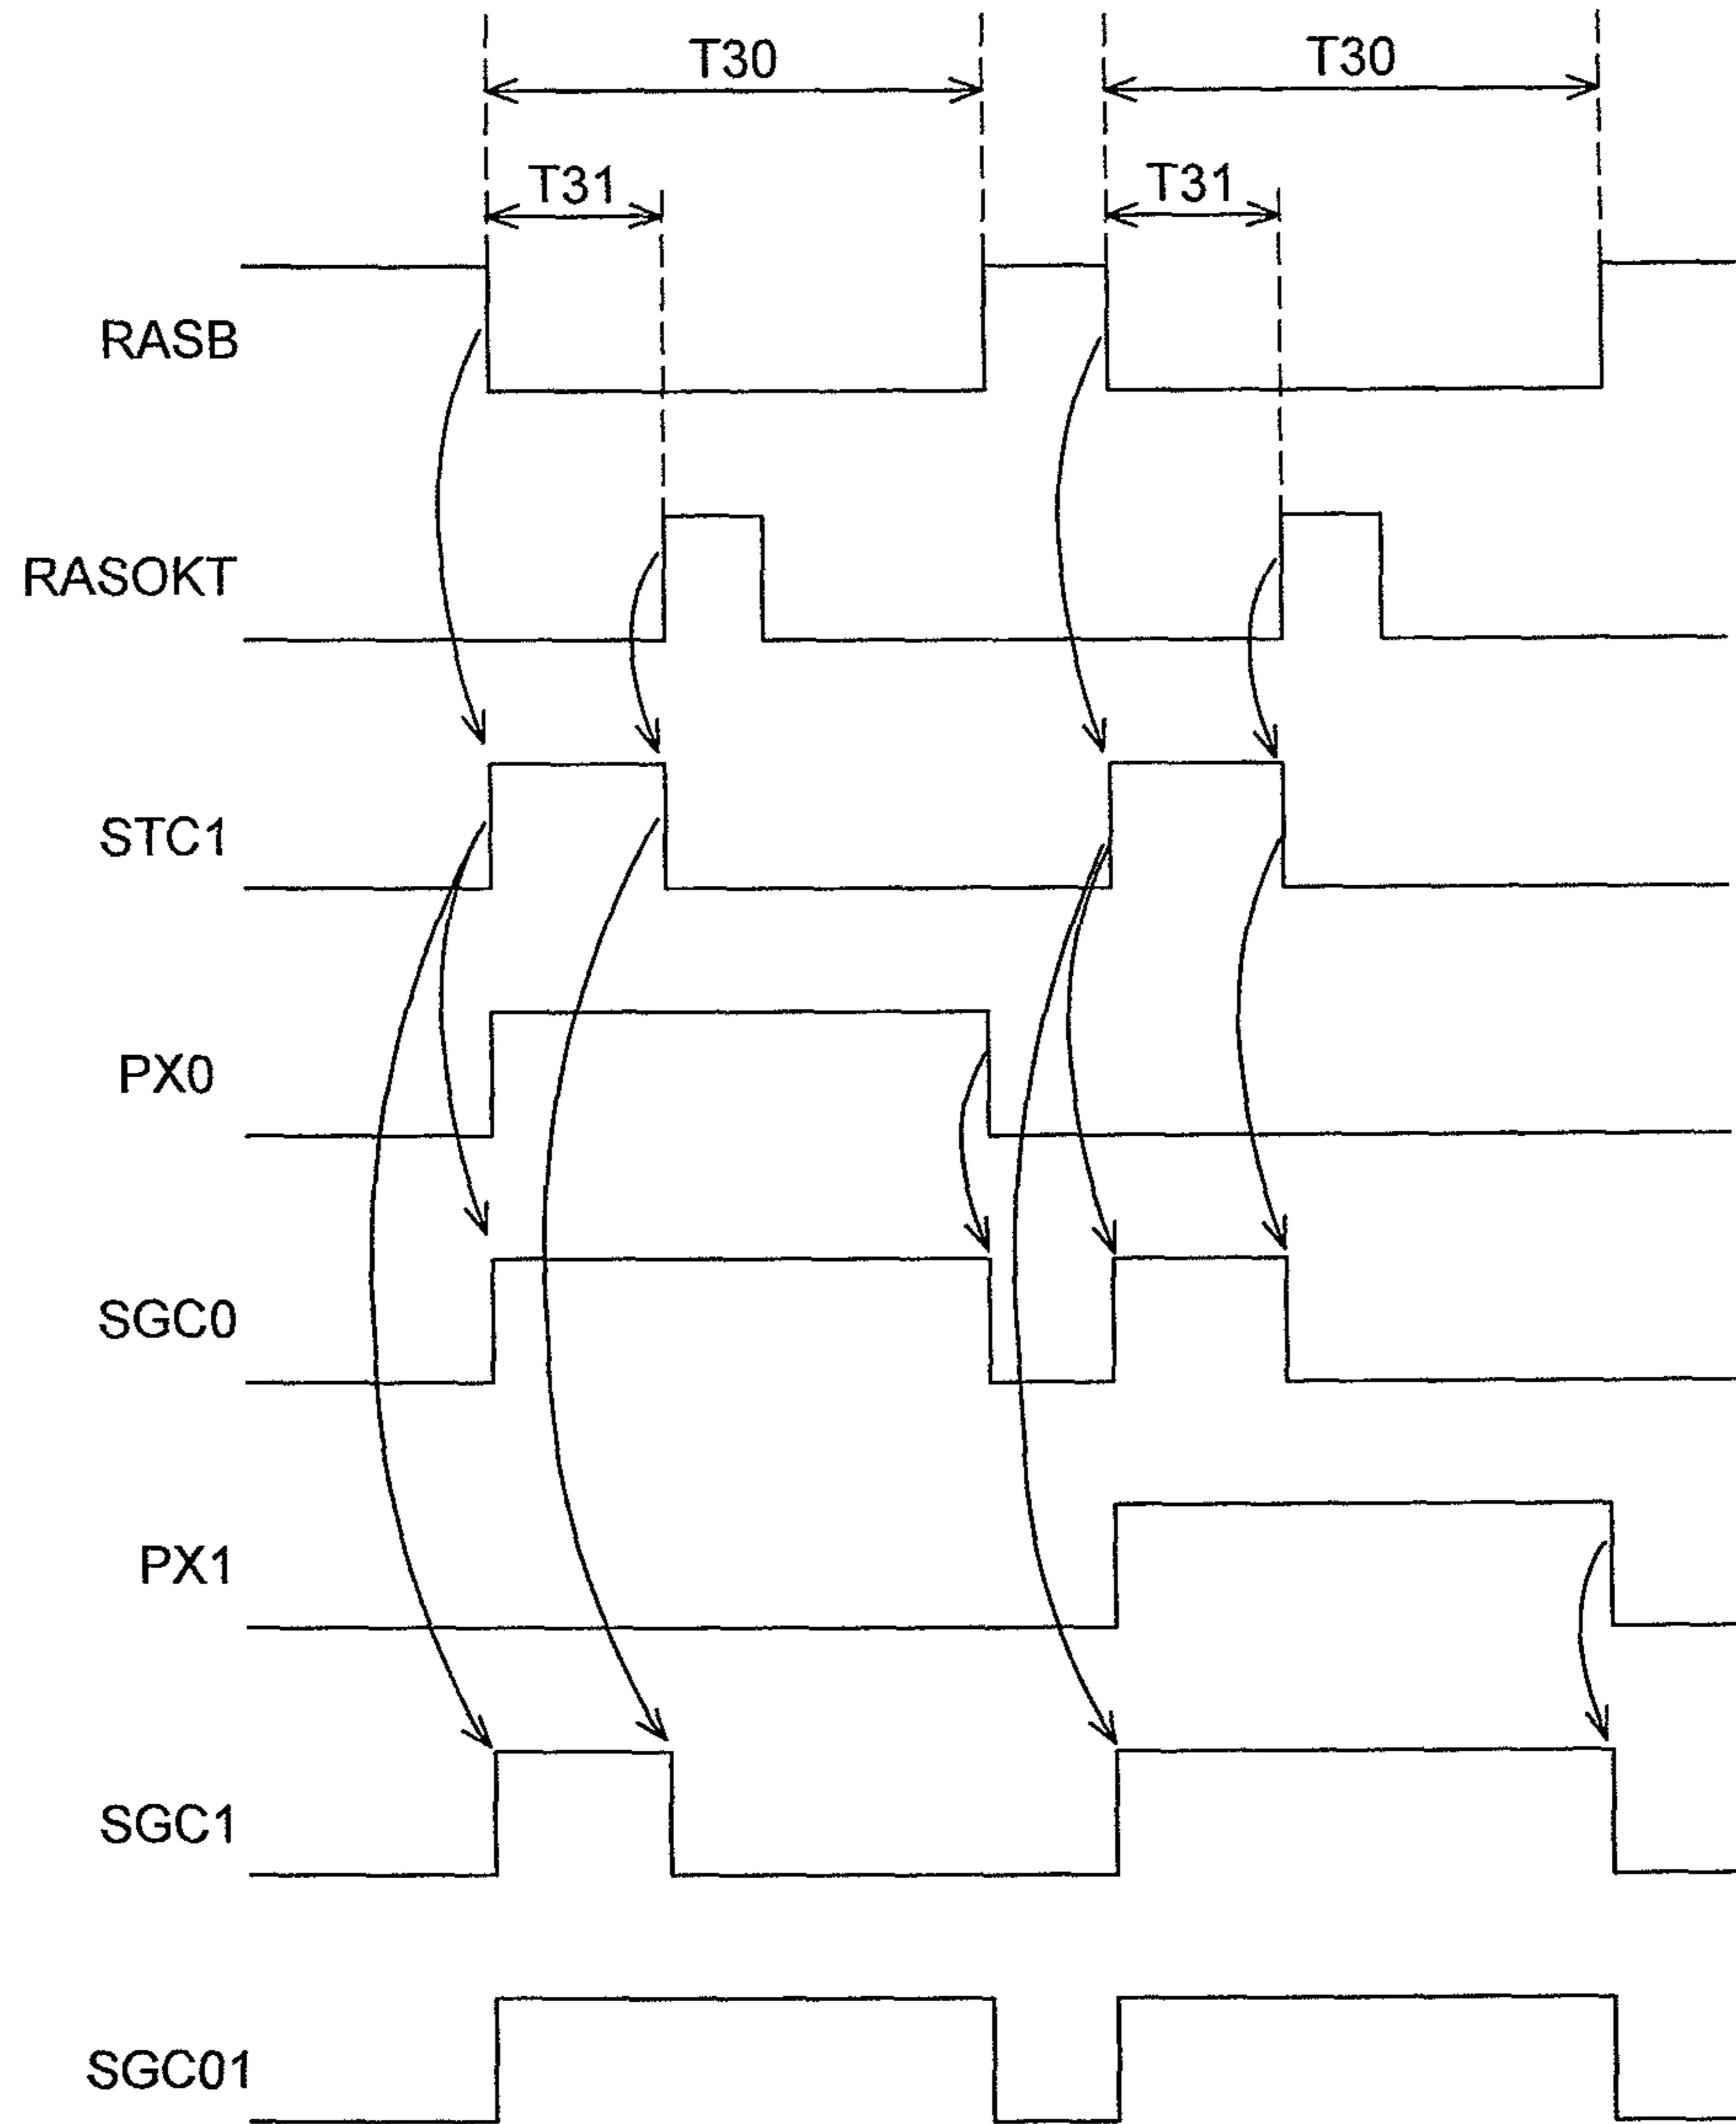 T30 T30
T31 T31
RASB
RASOKT
STC1
PX0
SGC0
PX1
SGC1
SGC01